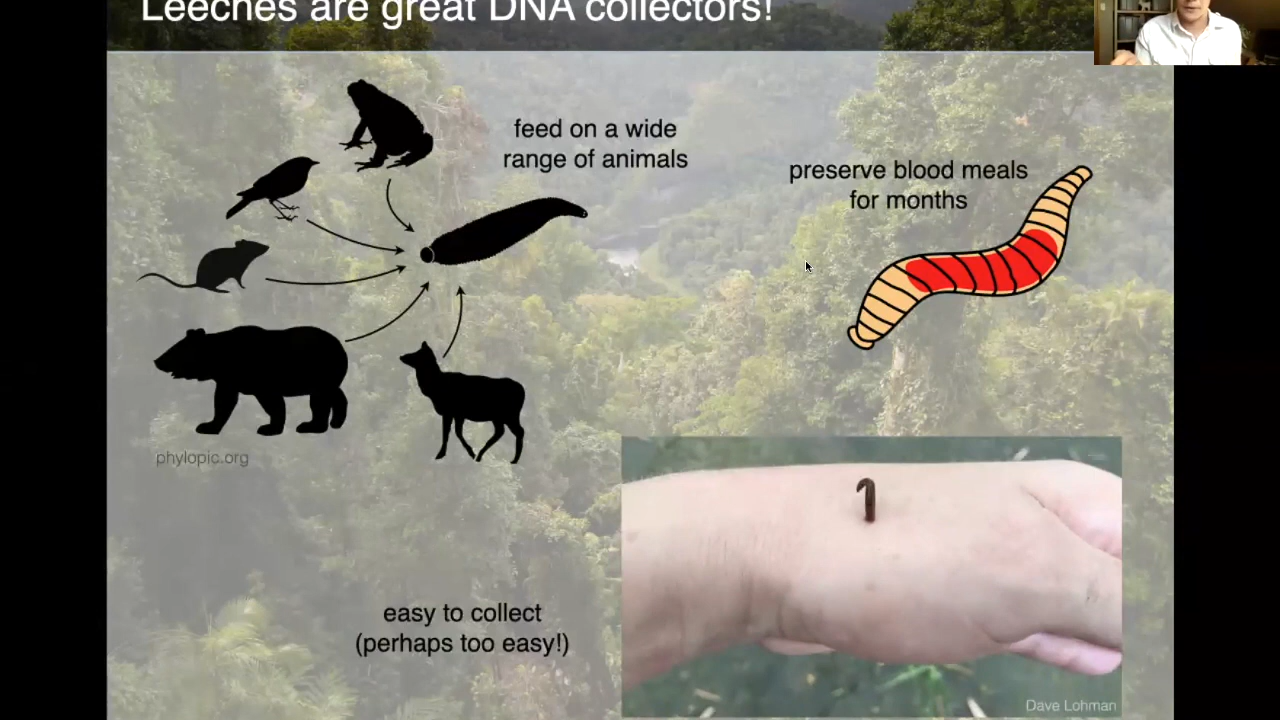 Leeches are great DNA collectors!
feed on a wide
range of animals
preserve blood meals
for months
phylopic.org
easy to collect
(perhaps too easy!)
Dave Lohman